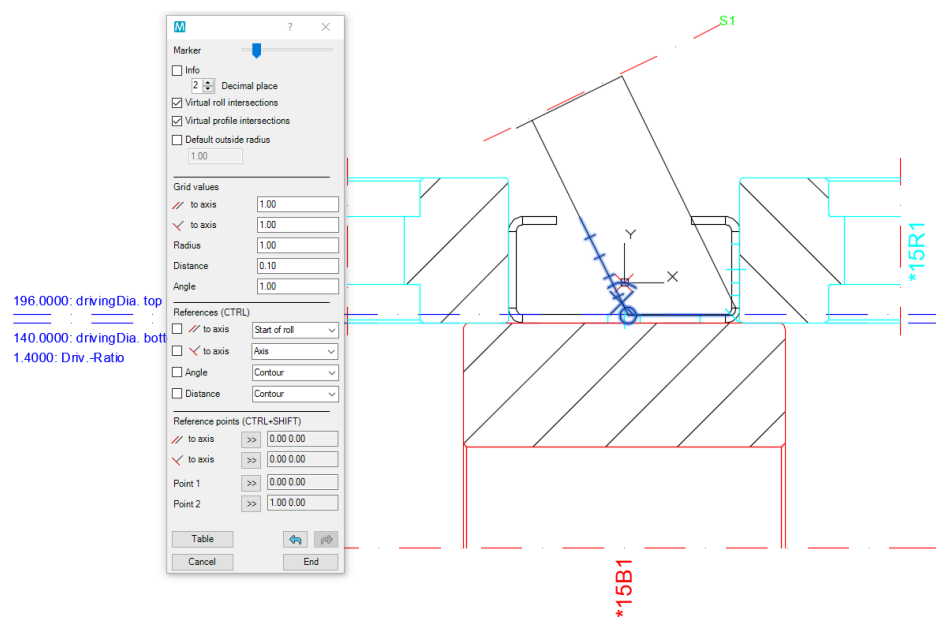 M ?
Marker
Info
2 Decimal place
Virtual roll intersections
Virtual profile intersections
Default outside radius
1.00
Grid values
to axis 1.00
to axis 1.00
Radius 1.00
Distance 0.10
Angle 1.00
References (CTRL)
to axis Start of roll
to axis Axis
Angle Contour
Distance Contour
Reference points (CTRL+SHIFT)
to axis >> 0.00 0.00
to axis >> 0.00 0.00
Point 1 >> 0.00 0.00
Point 2 >> 1.00 0.00
Table
Cancel End
196.0000: drivingDia. top
140.0000: drivingDia. bott
1.4000: Driv.-Ratio
S1
Y
X
*15R1
*15B1